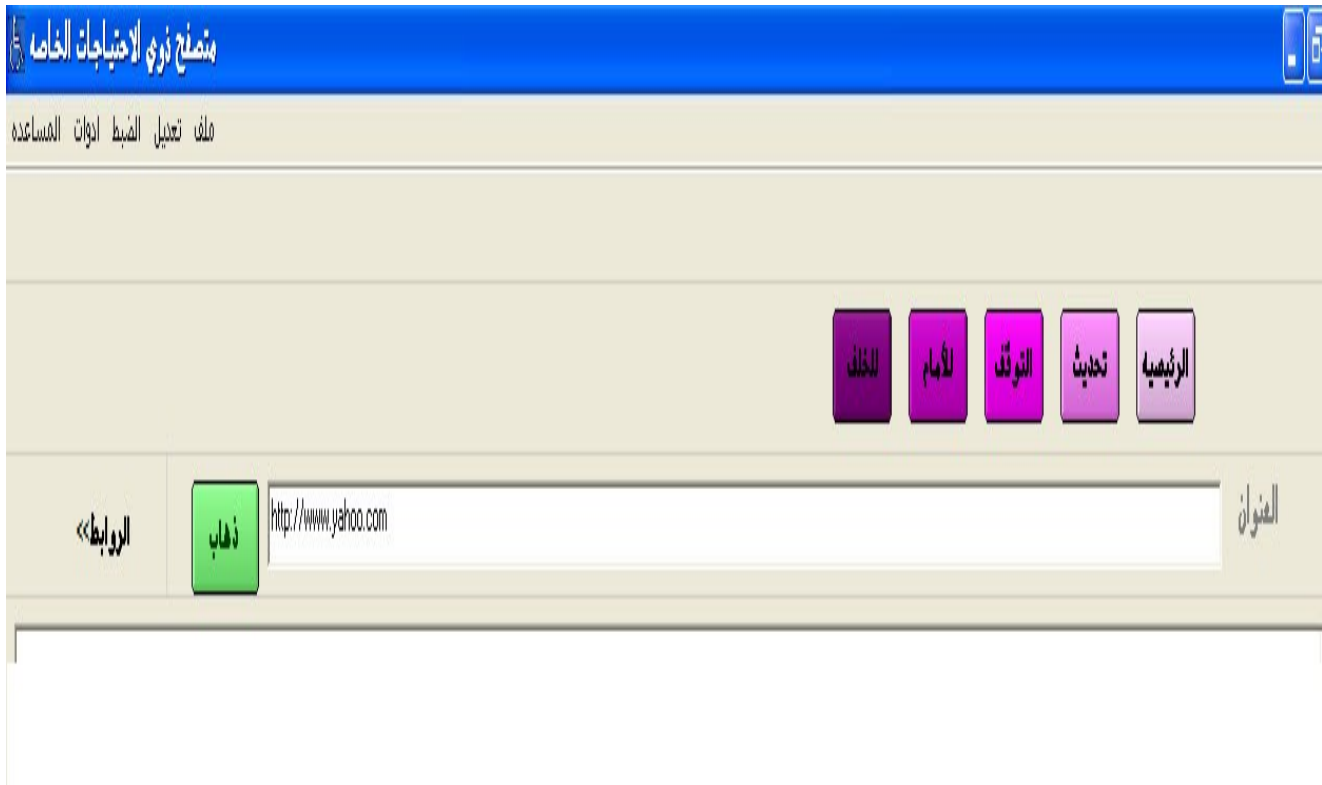 متصفح ذوي الاحتياجات الخاصه
ملف تعديل الضبط ادوات المساعده
الرئيسيه تحديث التوقف للأمام للخلف
العنوان http://www.yahoo.com ذهاب الروابط>>